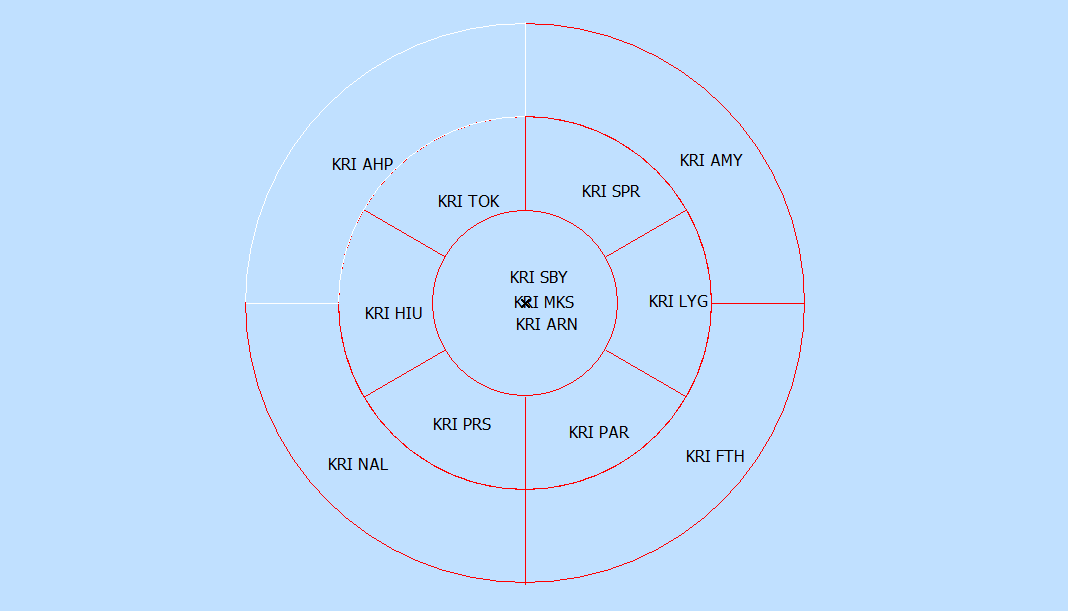 KRI AMY
KRI AHP
KRI SPR
KRI TOK
KRI SBY
KRI LYG
KRI MKS
KRI HIU
KRI ARN
KRI PRS
KRI PAR
KRI FTH
KRI NAL